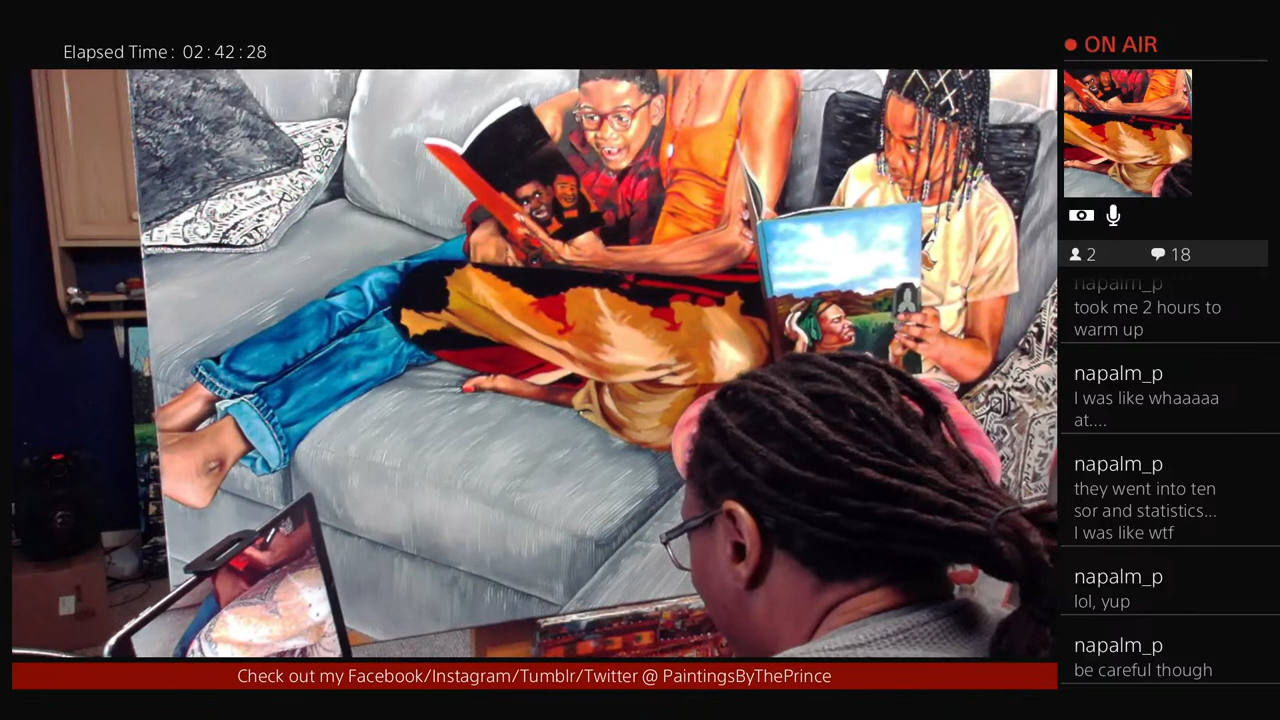 Elapsed Time: 02:42:28
ON AIR
2
18
napalm_p
took me 2 hours to
warm up
napalm_p
I was like whaaaaa
at....
napalm_p
they went into ten
sor and statistics...
I was like wtf
napalm_p
lol, yup
napalm_p
be careful though
Check out my Facebook/Instagram/Tumblr/Twitter @ PaintingsByThePrince